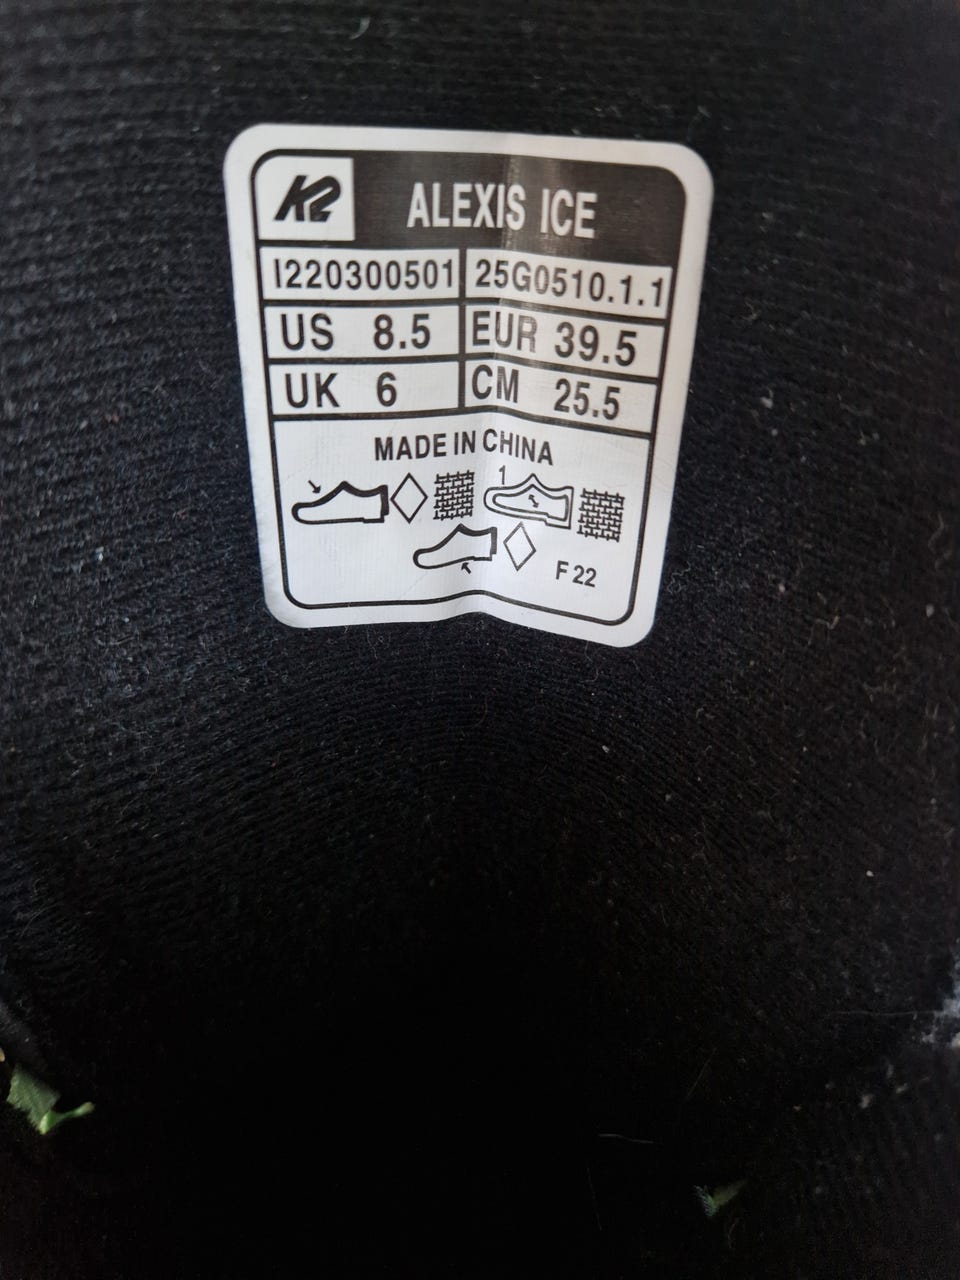 K2 ALEXIS ICE
I220300501 25G0510.1.1
US 8.5 EUR 39.5
UK 6 CM 25.5
MADE IN CHINA
1
F 22